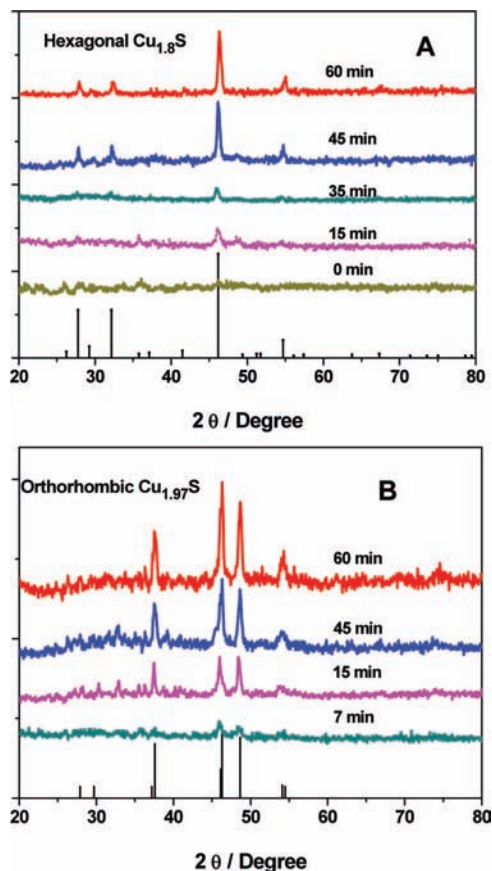 Hexagonal Cu1.8S
A
60 min
45 min
35 min
15 min
0 min
20 30 40 50 60 70 80
2 θ / Degree
Orthorhombic Cu1.97S
B
60 min
45 min
15 min
7 min
20 30 40 50 60 70 80
2 θ / Degree